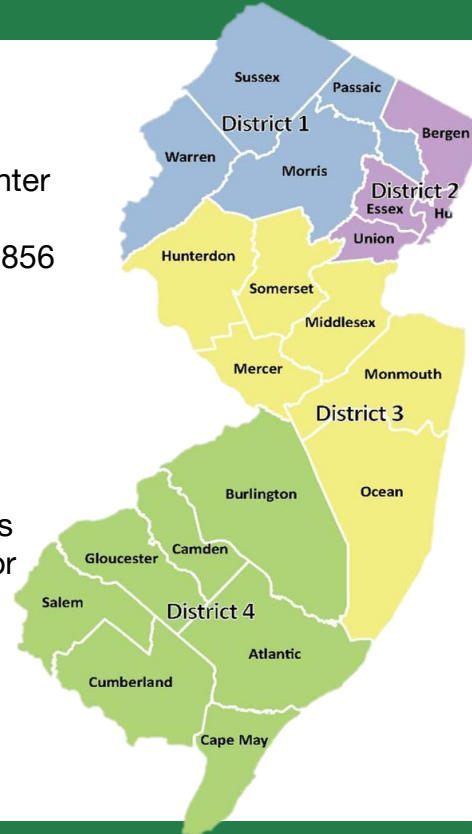 nter
856
s
or
Sussex
Passaic
District 1
Bergen
Warren
Morris
District 2
Essex
Hu
Union
Hunterdon
Somerset
Middlesex
Mercer
Monmouth
District 3
Ocean
Burlington
Camden
Gloucester
Salem
District 4
Atlantic
Cumberland
Cape May